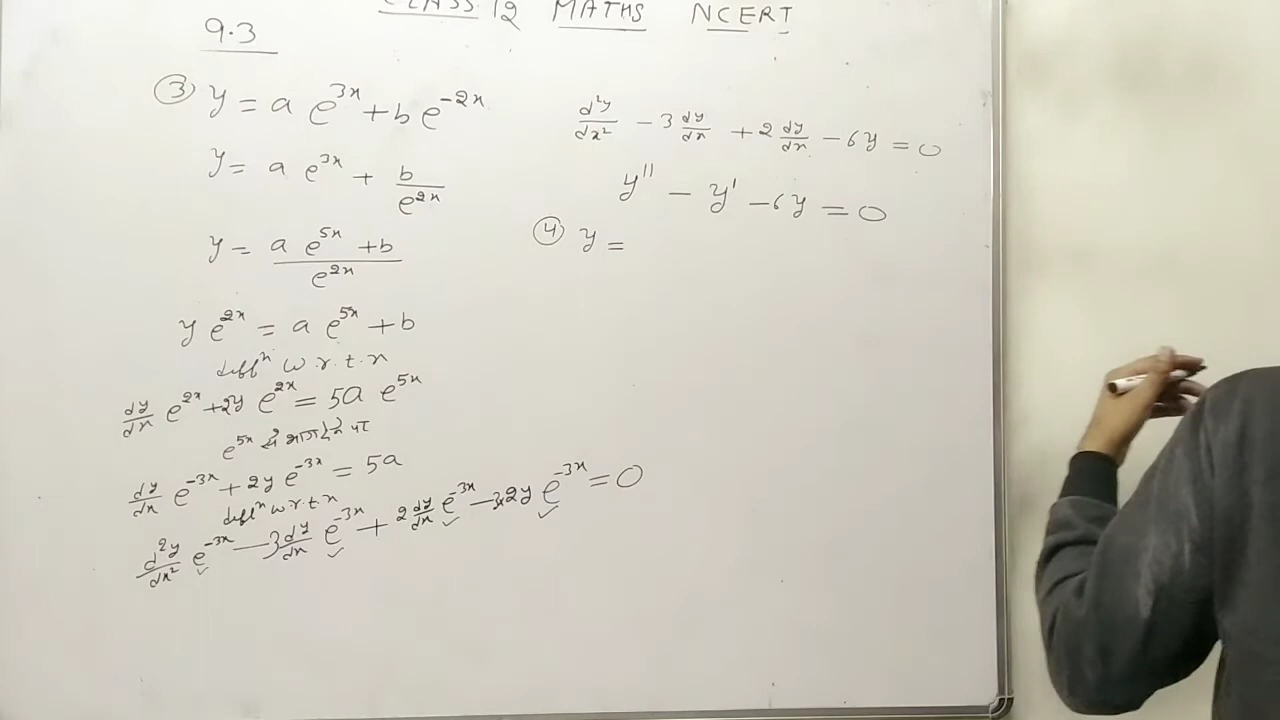 CLASS 12 MATHS NCERT
9.3
③ y = a e^{3x} + b e^{-2x}
y = a e^{3x} + b/e^{2x}
y = (a e^{5x} + b)/e^{2x}
y e^{2x} = a e^{5x} + b
diff^n w.r.t.x
dy/dx e^{2x} + 2y e^{2x} = 5a e^{5x}
e^{5x} से भाग देने पर
dy/dx e^{-3x} + 2y e^{-3x} = 5a
diff^n w.r.t.x
d²y/dx² e^{-3x} - 3 dy/dx e^{-3x} + 2 dy/dx e^{-3x} - 3x2y e^{-3x} = 0
d²y/dx² - 3 dy/dx + 2 dy/dx - 6y = 0
y'' - y' - 6y = 0
④ y =